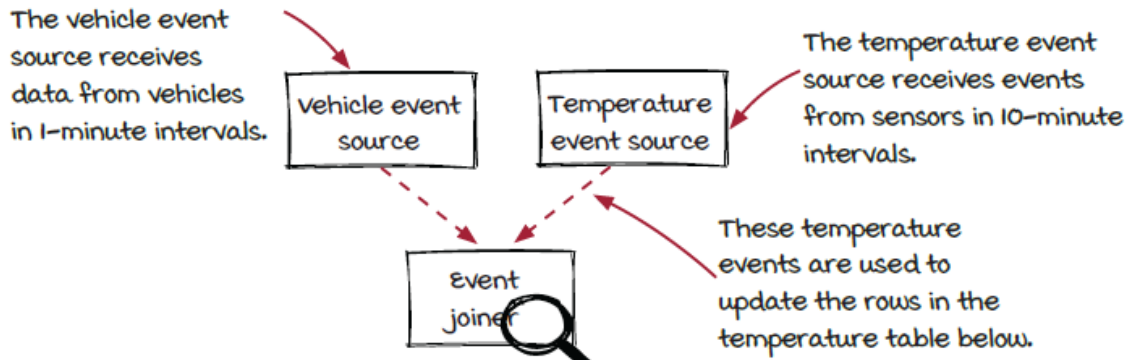 The vehicle event
source receives
data from vehicles
in 1-minute intervals.
Vehicle event
source
Temperature
event source
The temperature event
source receives events
from sensors in 10-minute
intervals.
These temperature
events are used to
update the rows in the
temperature table below.
Event
joiner